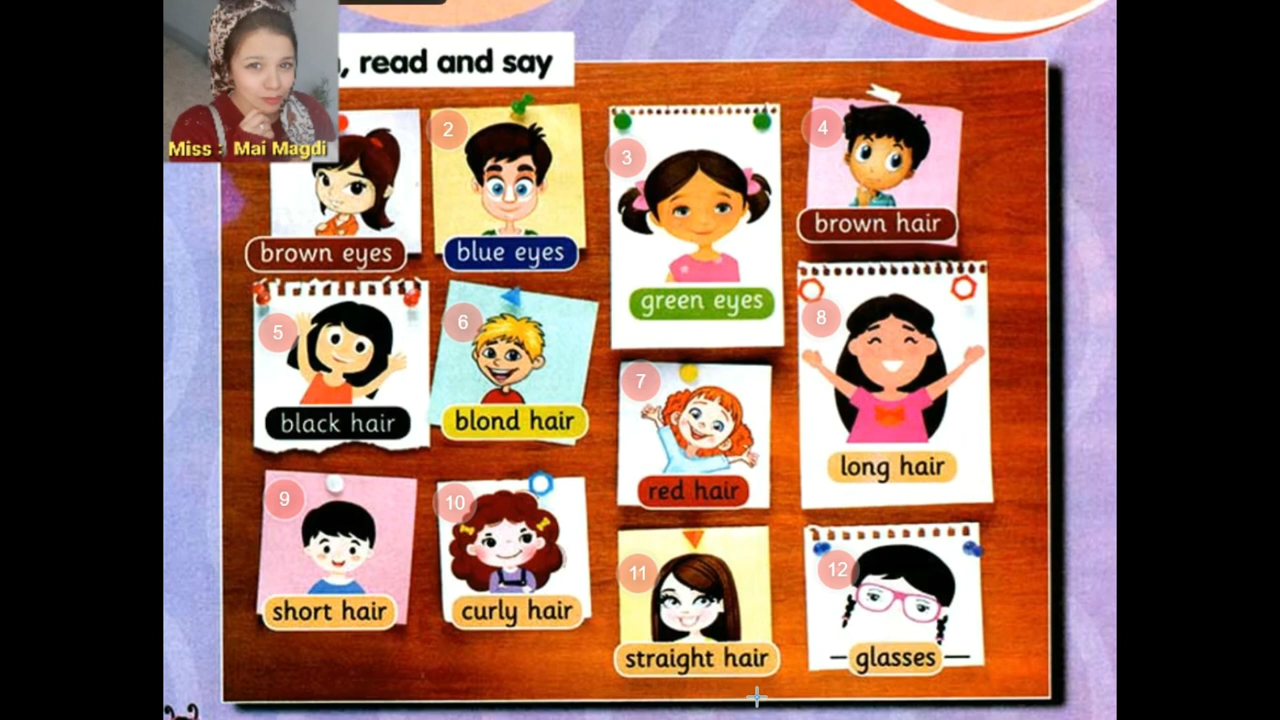 , read and say
Miss : Mai Magdi
brown eyes
2
blue eyes
3
green eyes
4
brown hair
5
black hair
6
blond hair
7
red hair
8
long hair
9
short hair
10
curly hair
11
straight hair
12
glasses